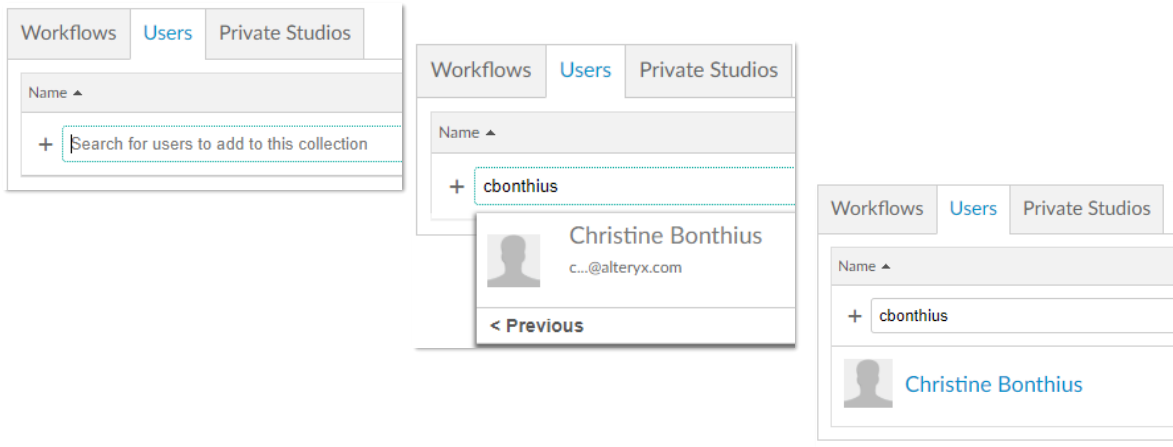 Workflows Users Private Studios
Name
+ Search for users to add to this collection
Workflows Users Private Studios
Name
+ cbonthius
Christine Bonthius
c...@alteryx.com
< Previous
Workflows Users Private Studios
Name
+ cbonthius
Christine Bonthius